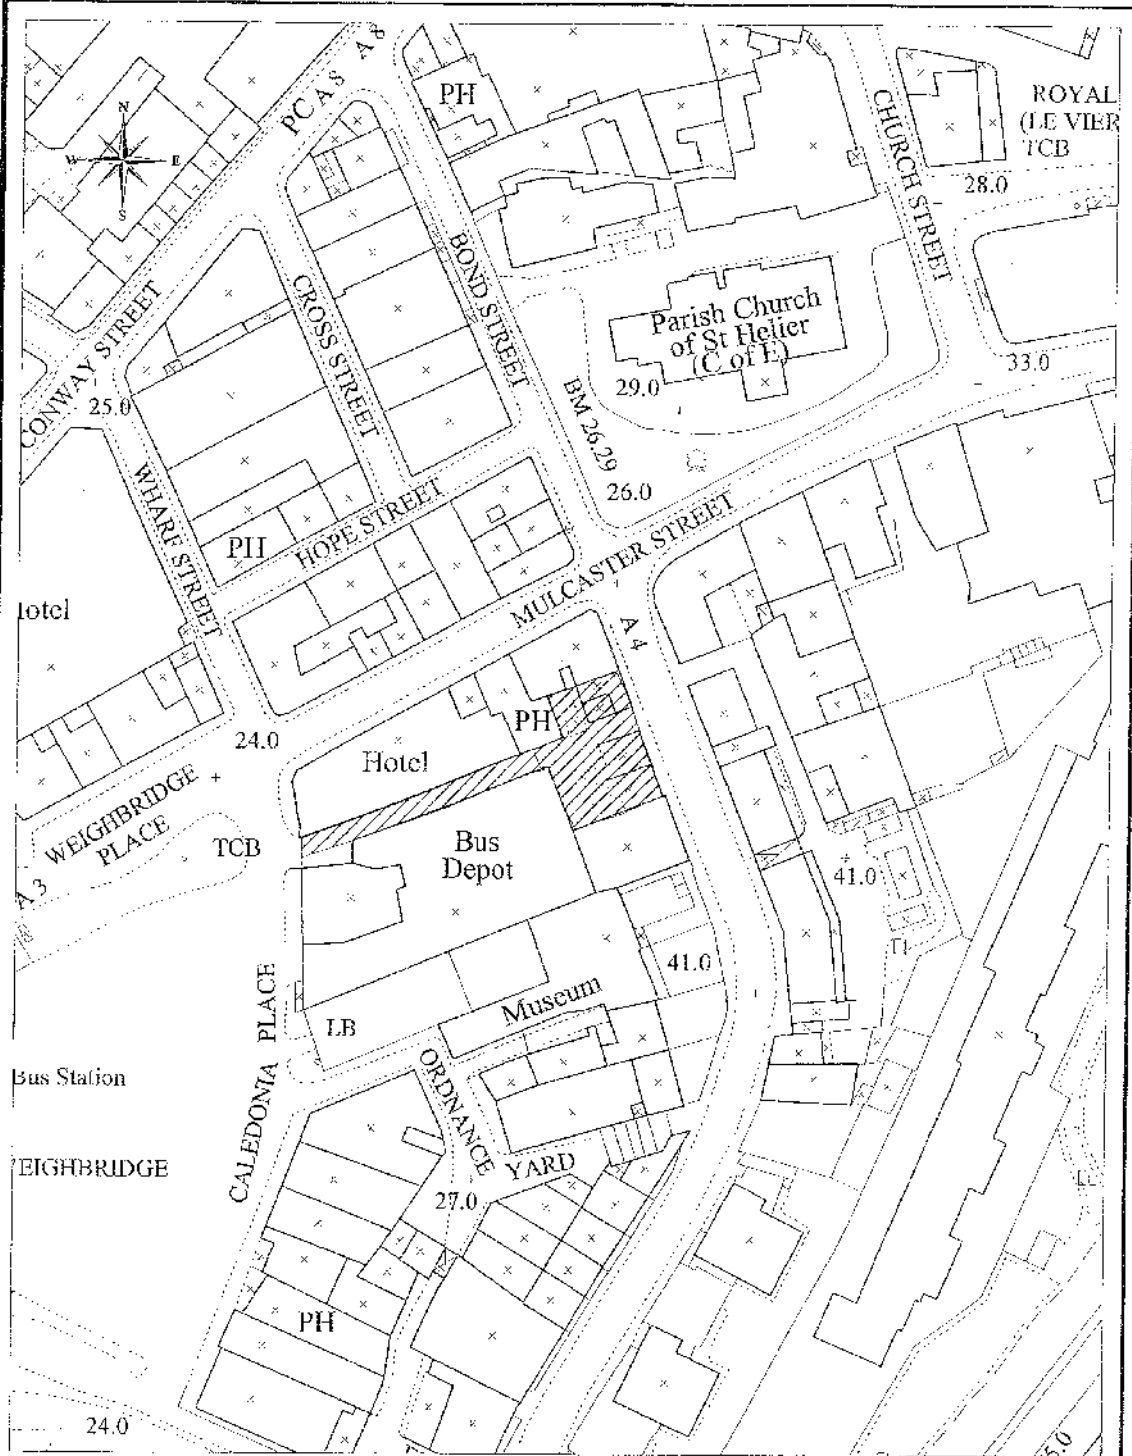 PCAS A 8
PH
ROYAL
(LE VIER
TCB
N
W E
S
CHURCH STREET
28.0
BOND STREET
CROSS STREET
Parish Church
of St Helier
(C of E)
CONWAY STREET
25.0
29.0
33.0
BM 26.29
26.0
WHARF STREET
PH
HOPE STREET
MULCASTER STREET
A 4
PH
24.0
Hotel
WEIGHBRIDGE
PLACE
TCB
A 3
Bus
Depot
41.0
41.0
Museum
CALEDONIA PLACE
LB
ORDNANCE
YARD
Bus Station
EIGHBRIDGE
27.0
PH
24.0
5.0